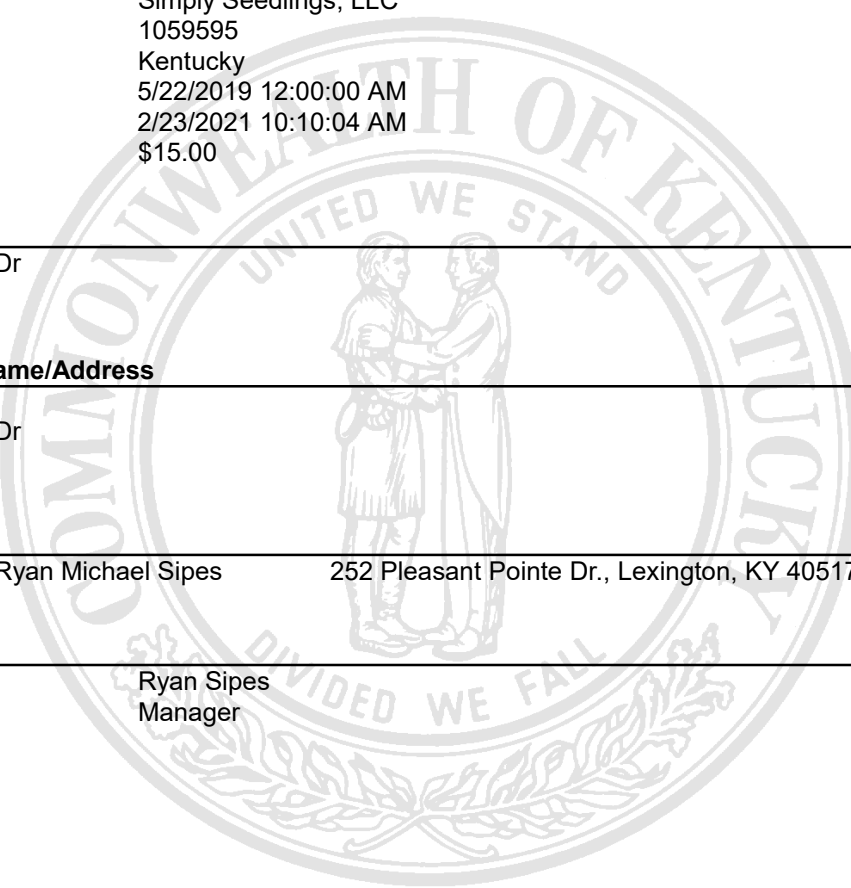 Simply Seedlings, LLC
1059595
Kentucky
5/22/2019 12:00:00 AM
2/23/2021 10:10:04 AM
$15.00
Dr
ame/Address
Dr
Ryan Michael Sipes 252 Pleasant Pointe Dr., Lexington, KY 40517
Ryan Sipes
Manager
COMMONWEALTH OF KENTUCKY
UNITED WE STAND
DIVIDED WE FALL